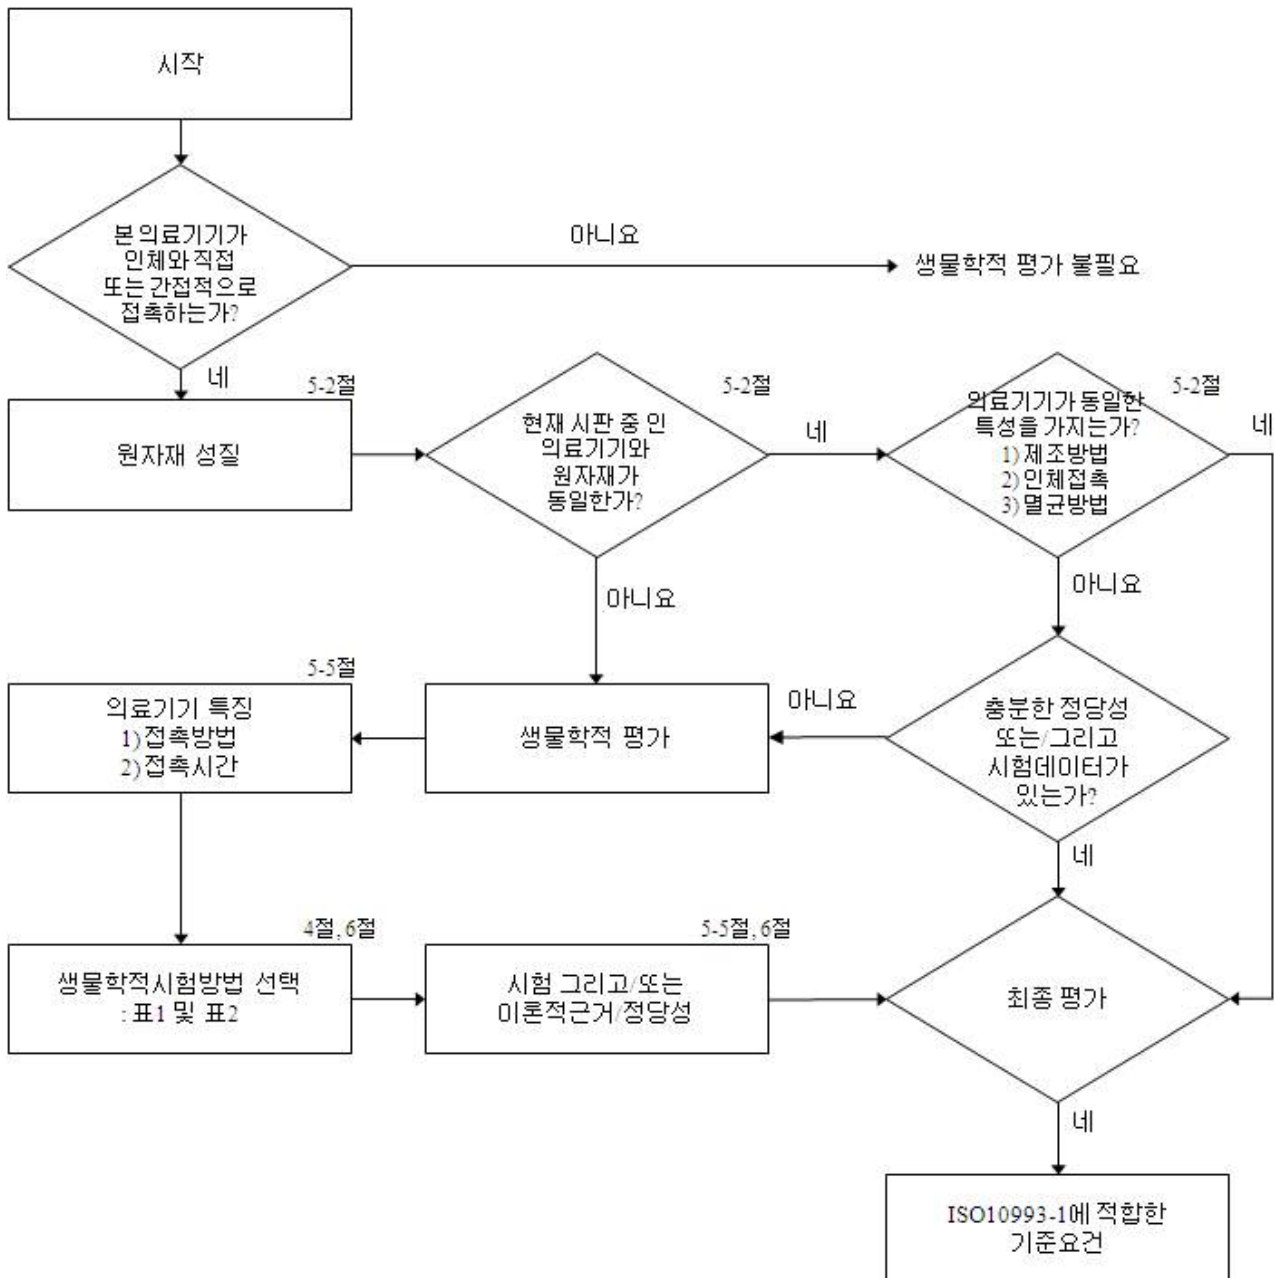 시작
본 의료기기가
인체와 직접
또는 간접적으로
접촉하는가?
아니요
생물학적 평가 불필요
네
5-2절
원자재 성질
현재 시판 중 인
의료기기와
원자재가
동일한가?
5-2절
네
의료기기가 동일한
특성을 가지는가?
1) 제조방법
2) 인체접촉
3) 멸균방법
5-2절
네
아니요
아니요
5-5절
의료기기 특징
1) 접촉방법
2) 접촉시간
생물학적 평가
아니요
충분한 정당성
또는/그리고
시험데이터가
있는가?
네
4절, 6절
생물학적시험방법 선택
: 표1 및 표2
5-5절, 6절
시험 그리고/또는
이론적근거/정당성
최종 평가
네
ISO10993-1에 적합한
기준요건